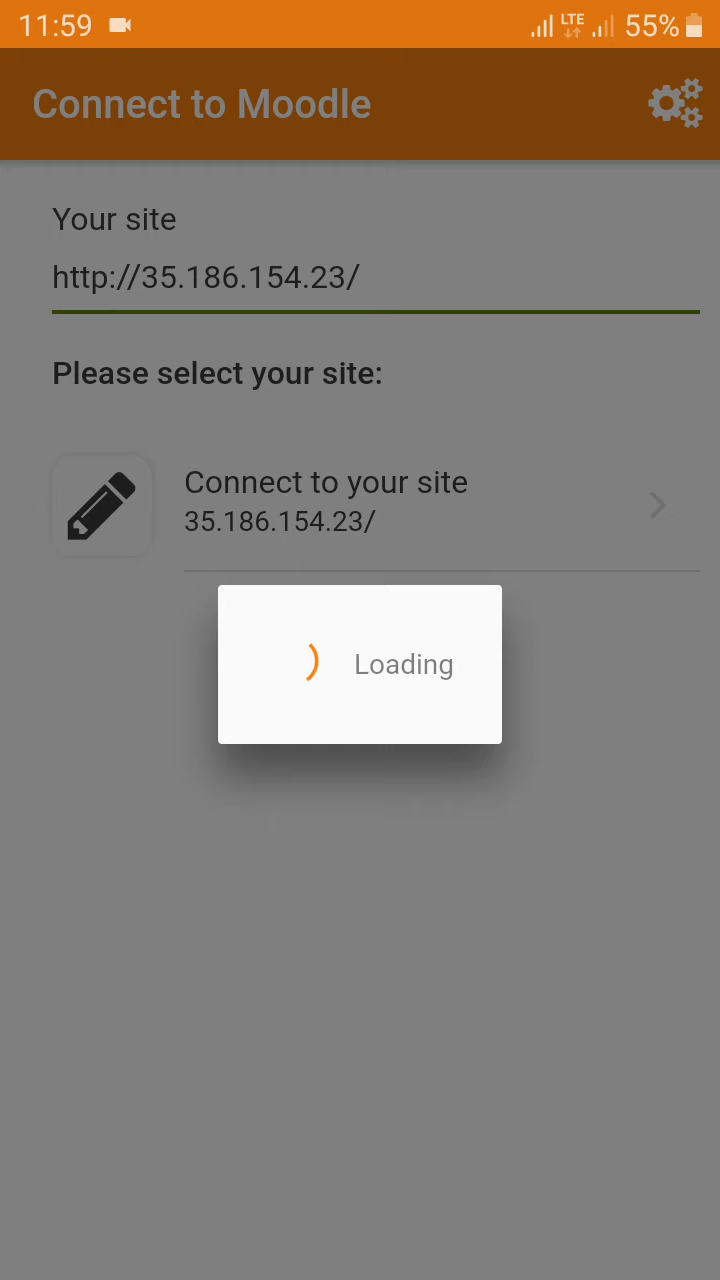 11:59 LTE 55%
Connect to Moodle
Your site
http://35.186.154.23/
Please select your site:
Connect to your site
35.186.154.23/
Loading